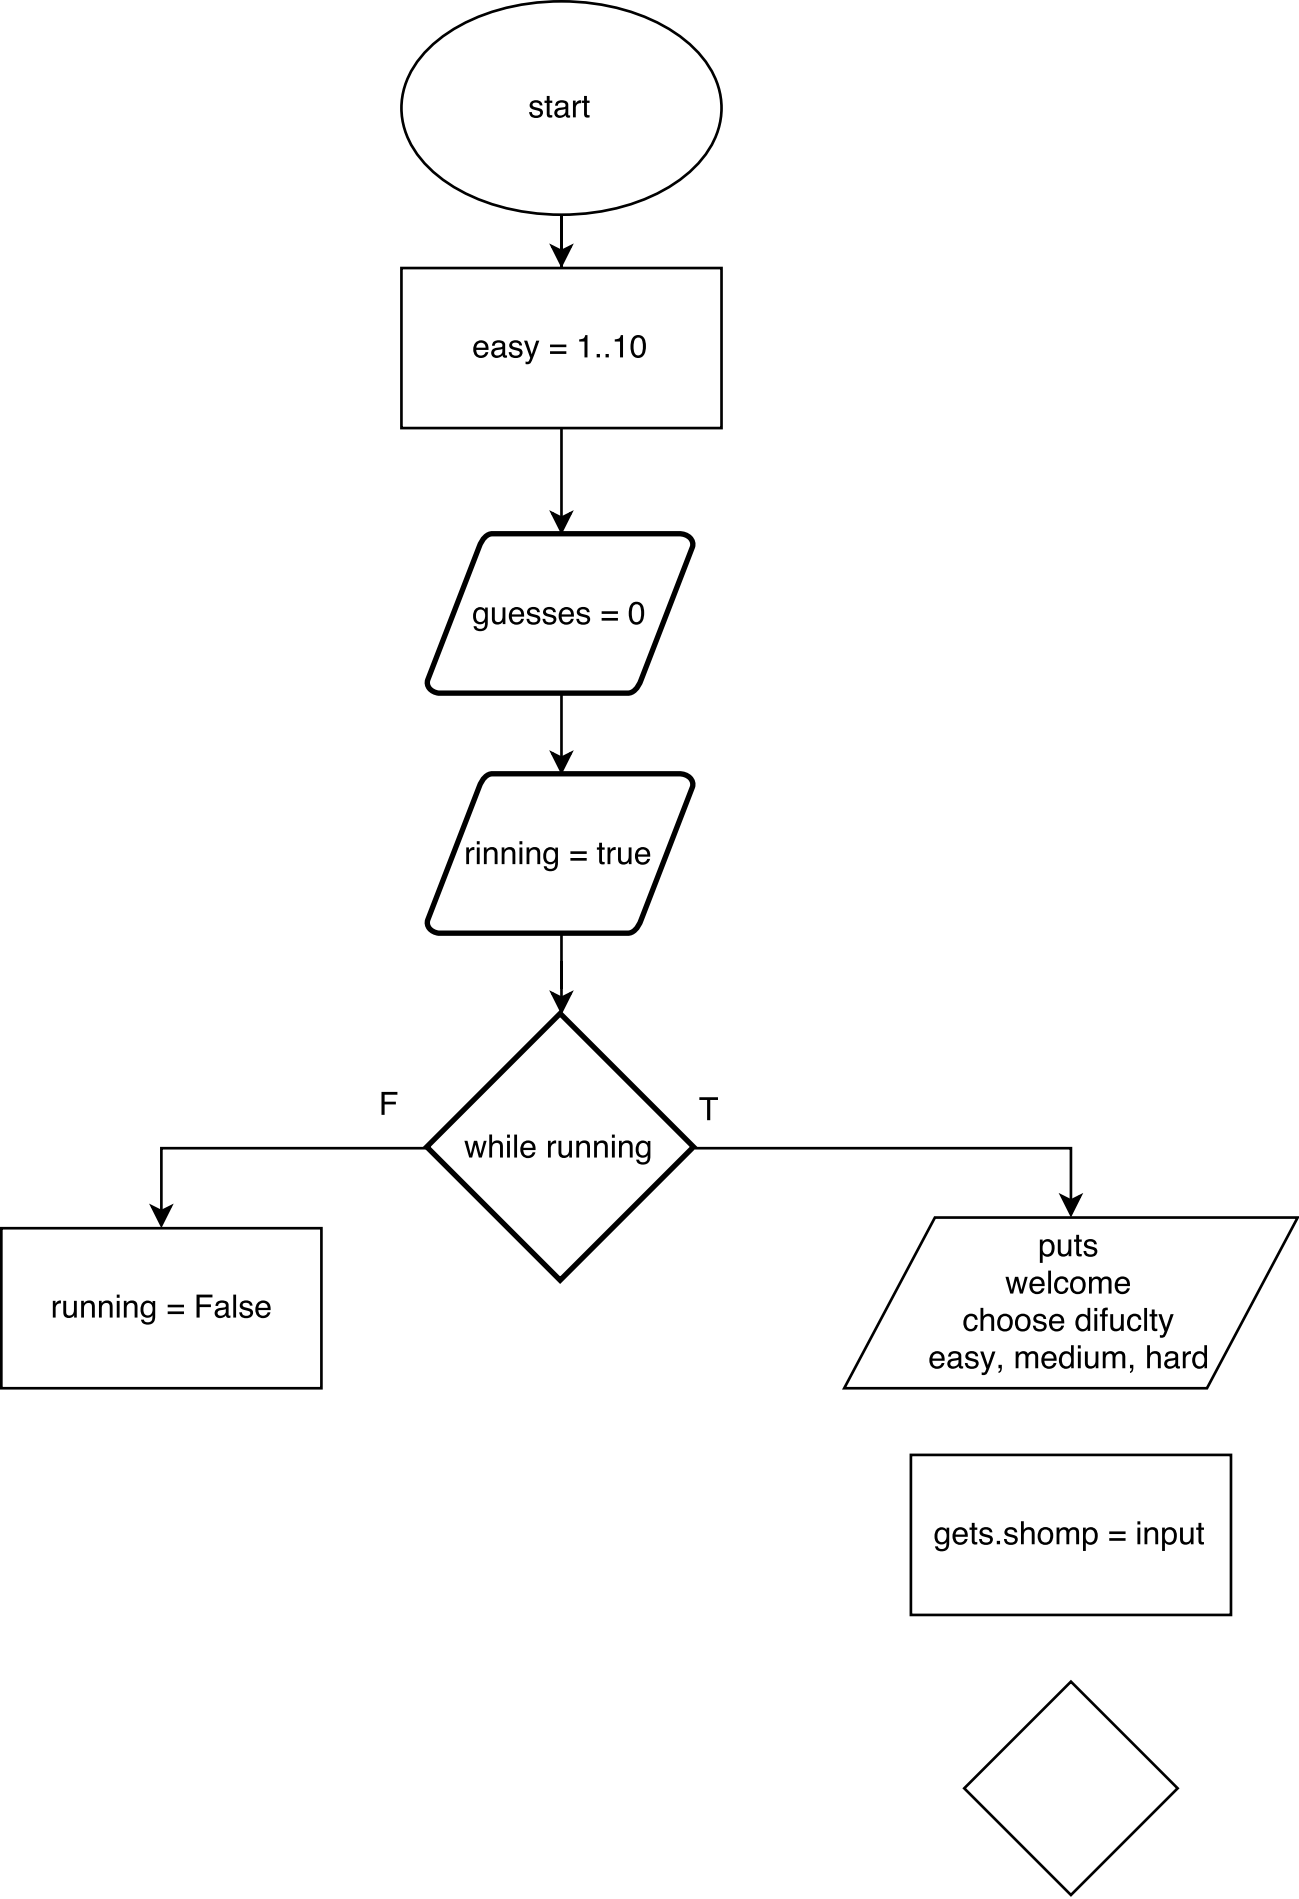 start
easy = 1..10
guesses = 0
rinning = true
while running
F
T
running = False
puts
welcome
choose difuclty
easy, medium, hard
gets.shomp = input